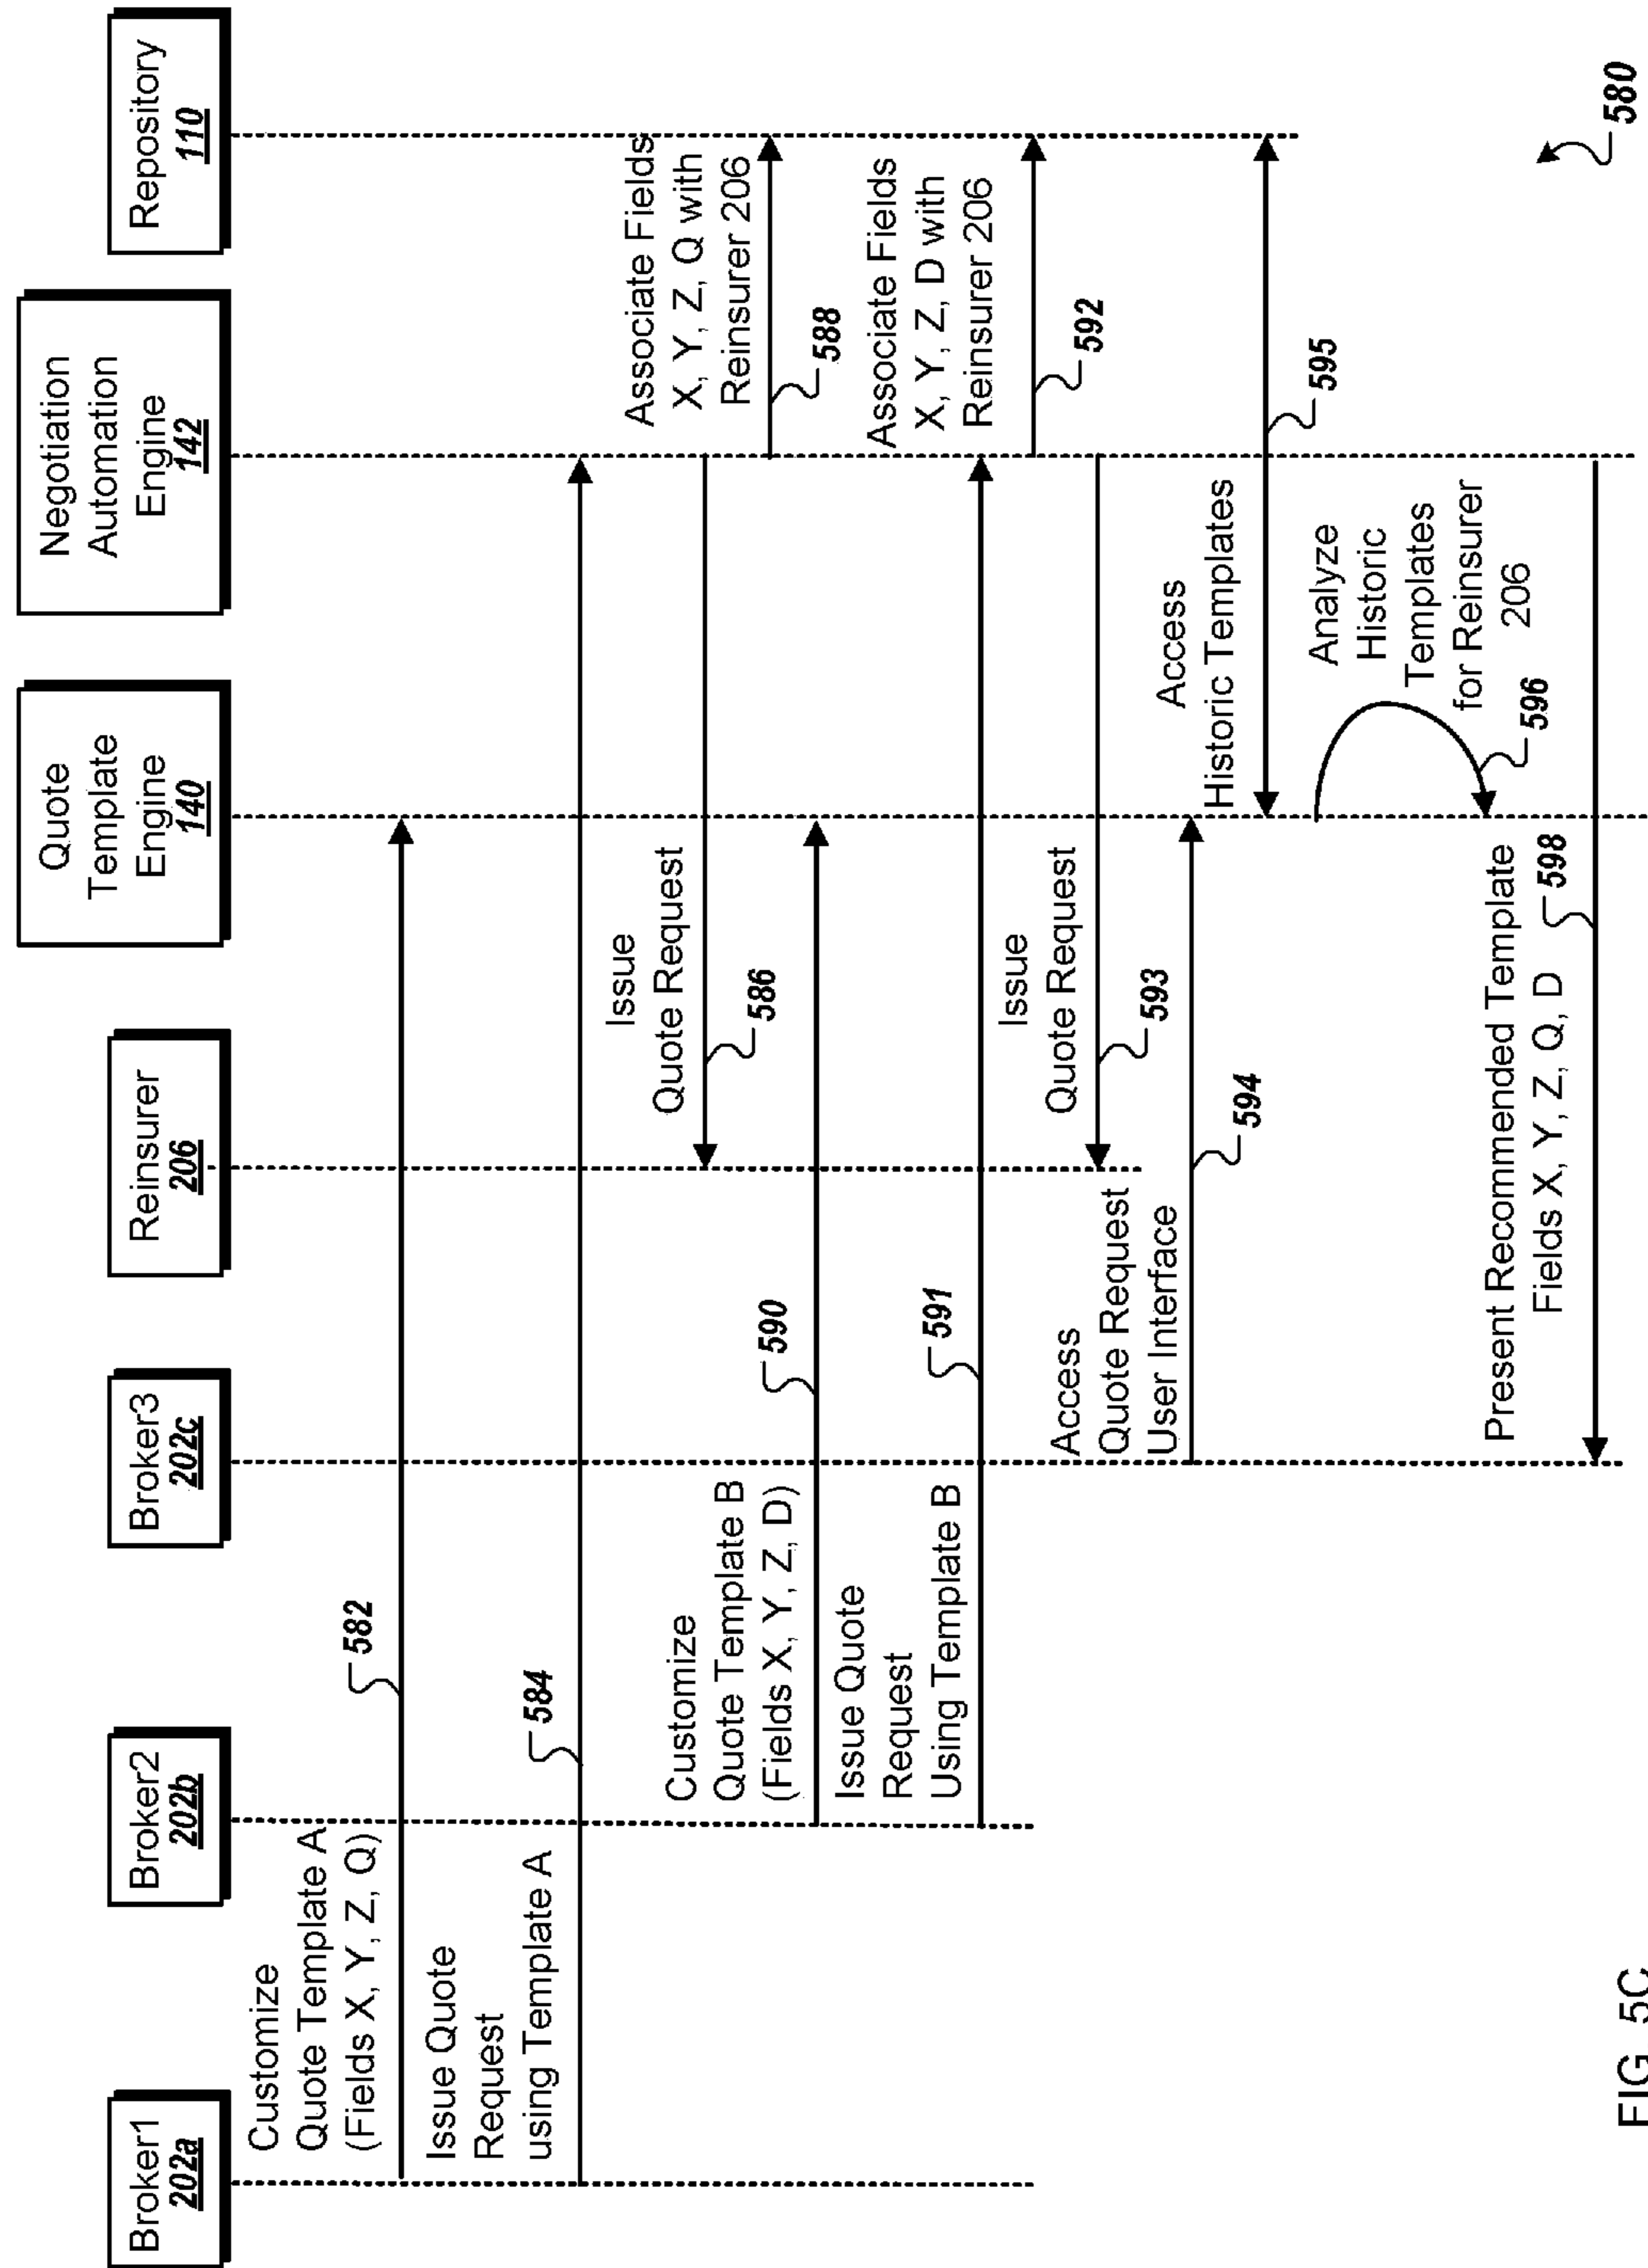 Broker1
202a
Broker2
202b
Broker3
202c
Reinsurer
206
Quote
Template
Engine
140
Negotiation
Automation
Engine
142
Repository
110
Customize
Quote Template A
(Fields X, Y, Z, Q)
582
Issue Quote
Request
using Template A
584
Issue
Quote Request
586
Associate Fields
X, Y, Z, Q with
Reinsurer 206
588
Customize
Quote Template B
(Fields X, Y, Z, D)
590
Issue Quote
Request
Using Template B
591
Associate Fields
X, Y, Z, D with
Reinsurer 206
592
Issue
Quote Request
593
Access
Quote Request
User Interface
594
Access
Historic Templates
595
Analyze
Historic
Templates
for Reinsurer
206
596
Present Recommended Template
Fields X, Y, Z, Q, D
598
580
FIG. 5C